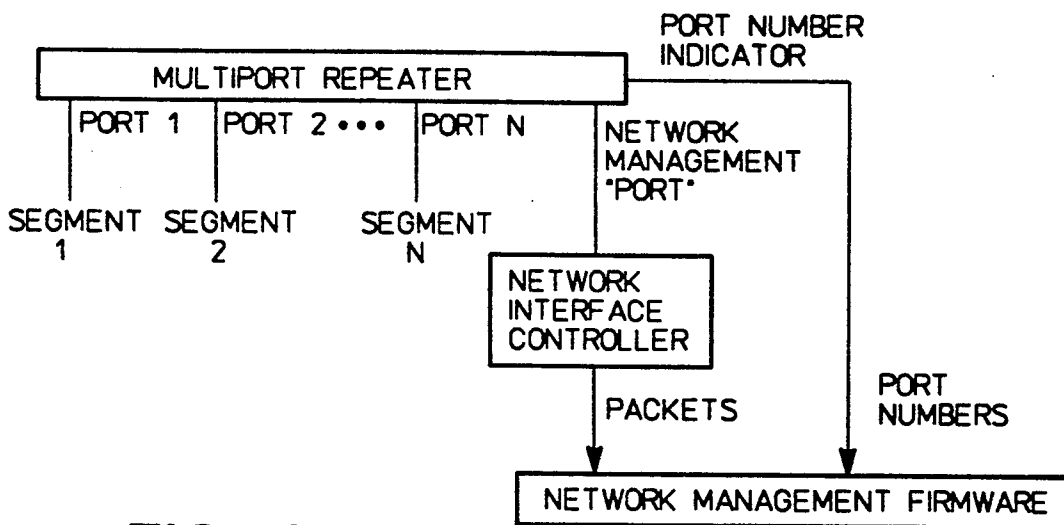 PORT NUMBER
INDICATOR
MULTIPORT REPEATER
PORT 1
PORT 2 •••
PORT N
NETWORK
MANAGEMENT
"PORT"
SEGMENT
1
SEGMENT
2
SEGMENT
N
NETWORK
INTERFACE
CONTROLLER
PACKETS
PORT
NUMBERS
NETWORK MANAGEMENT FIRMWARE